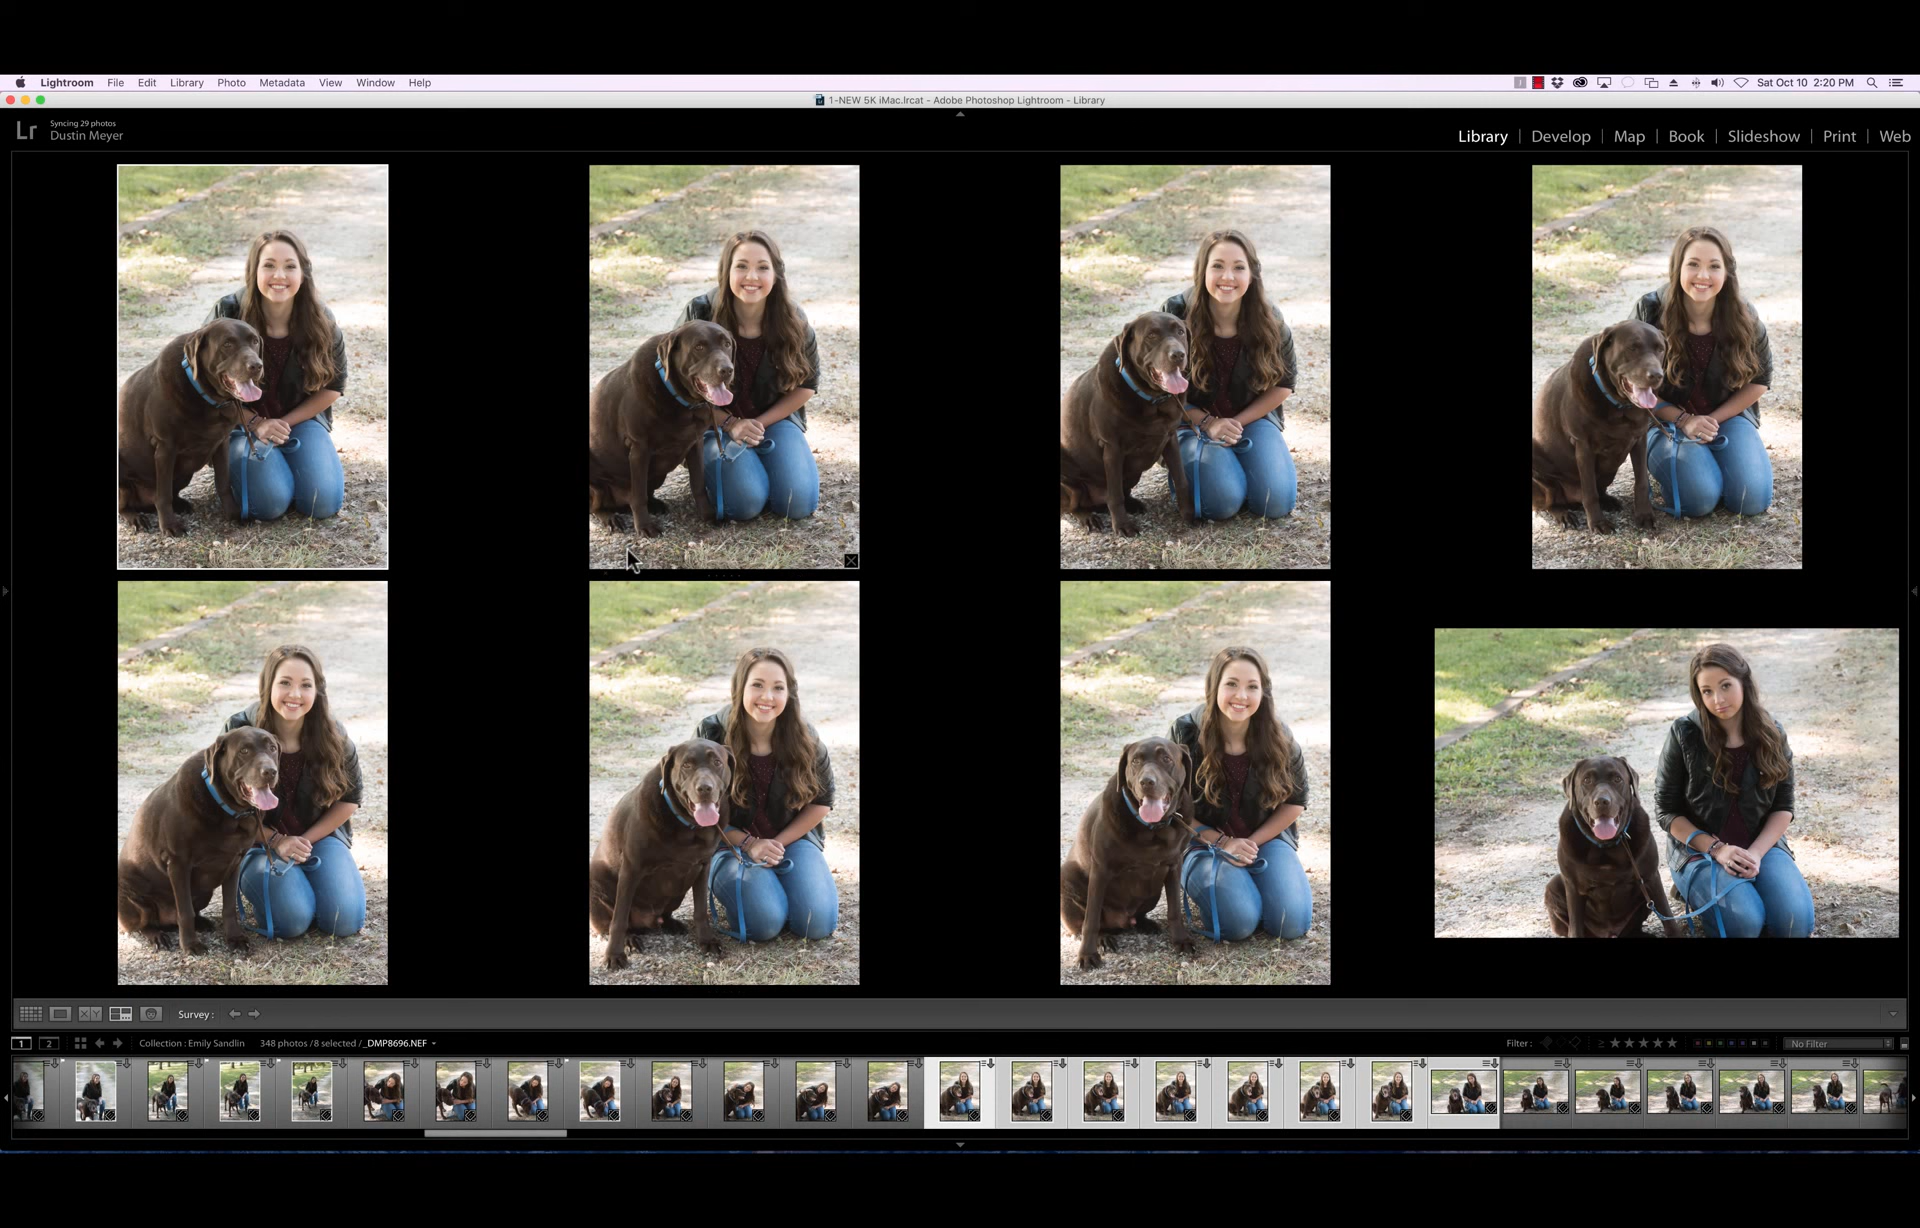 Lightroom File Edit Library Photo Metadata View Window Help Sat Oct 10 2:20 PM
1-NEW 5K iMac.lrcat - Adobe Photoshop Lightroom - Library
Lr Syncing 29 photos
Dustin Meyer
Library | Develop | Map | Book | Slideshow | Print | Web
XY Survey :
1 2 Collection : Emily Sandlin 348 photos /8 selected /_DMP8696.NEF Filter : ≥ ★★★★★ No Filter